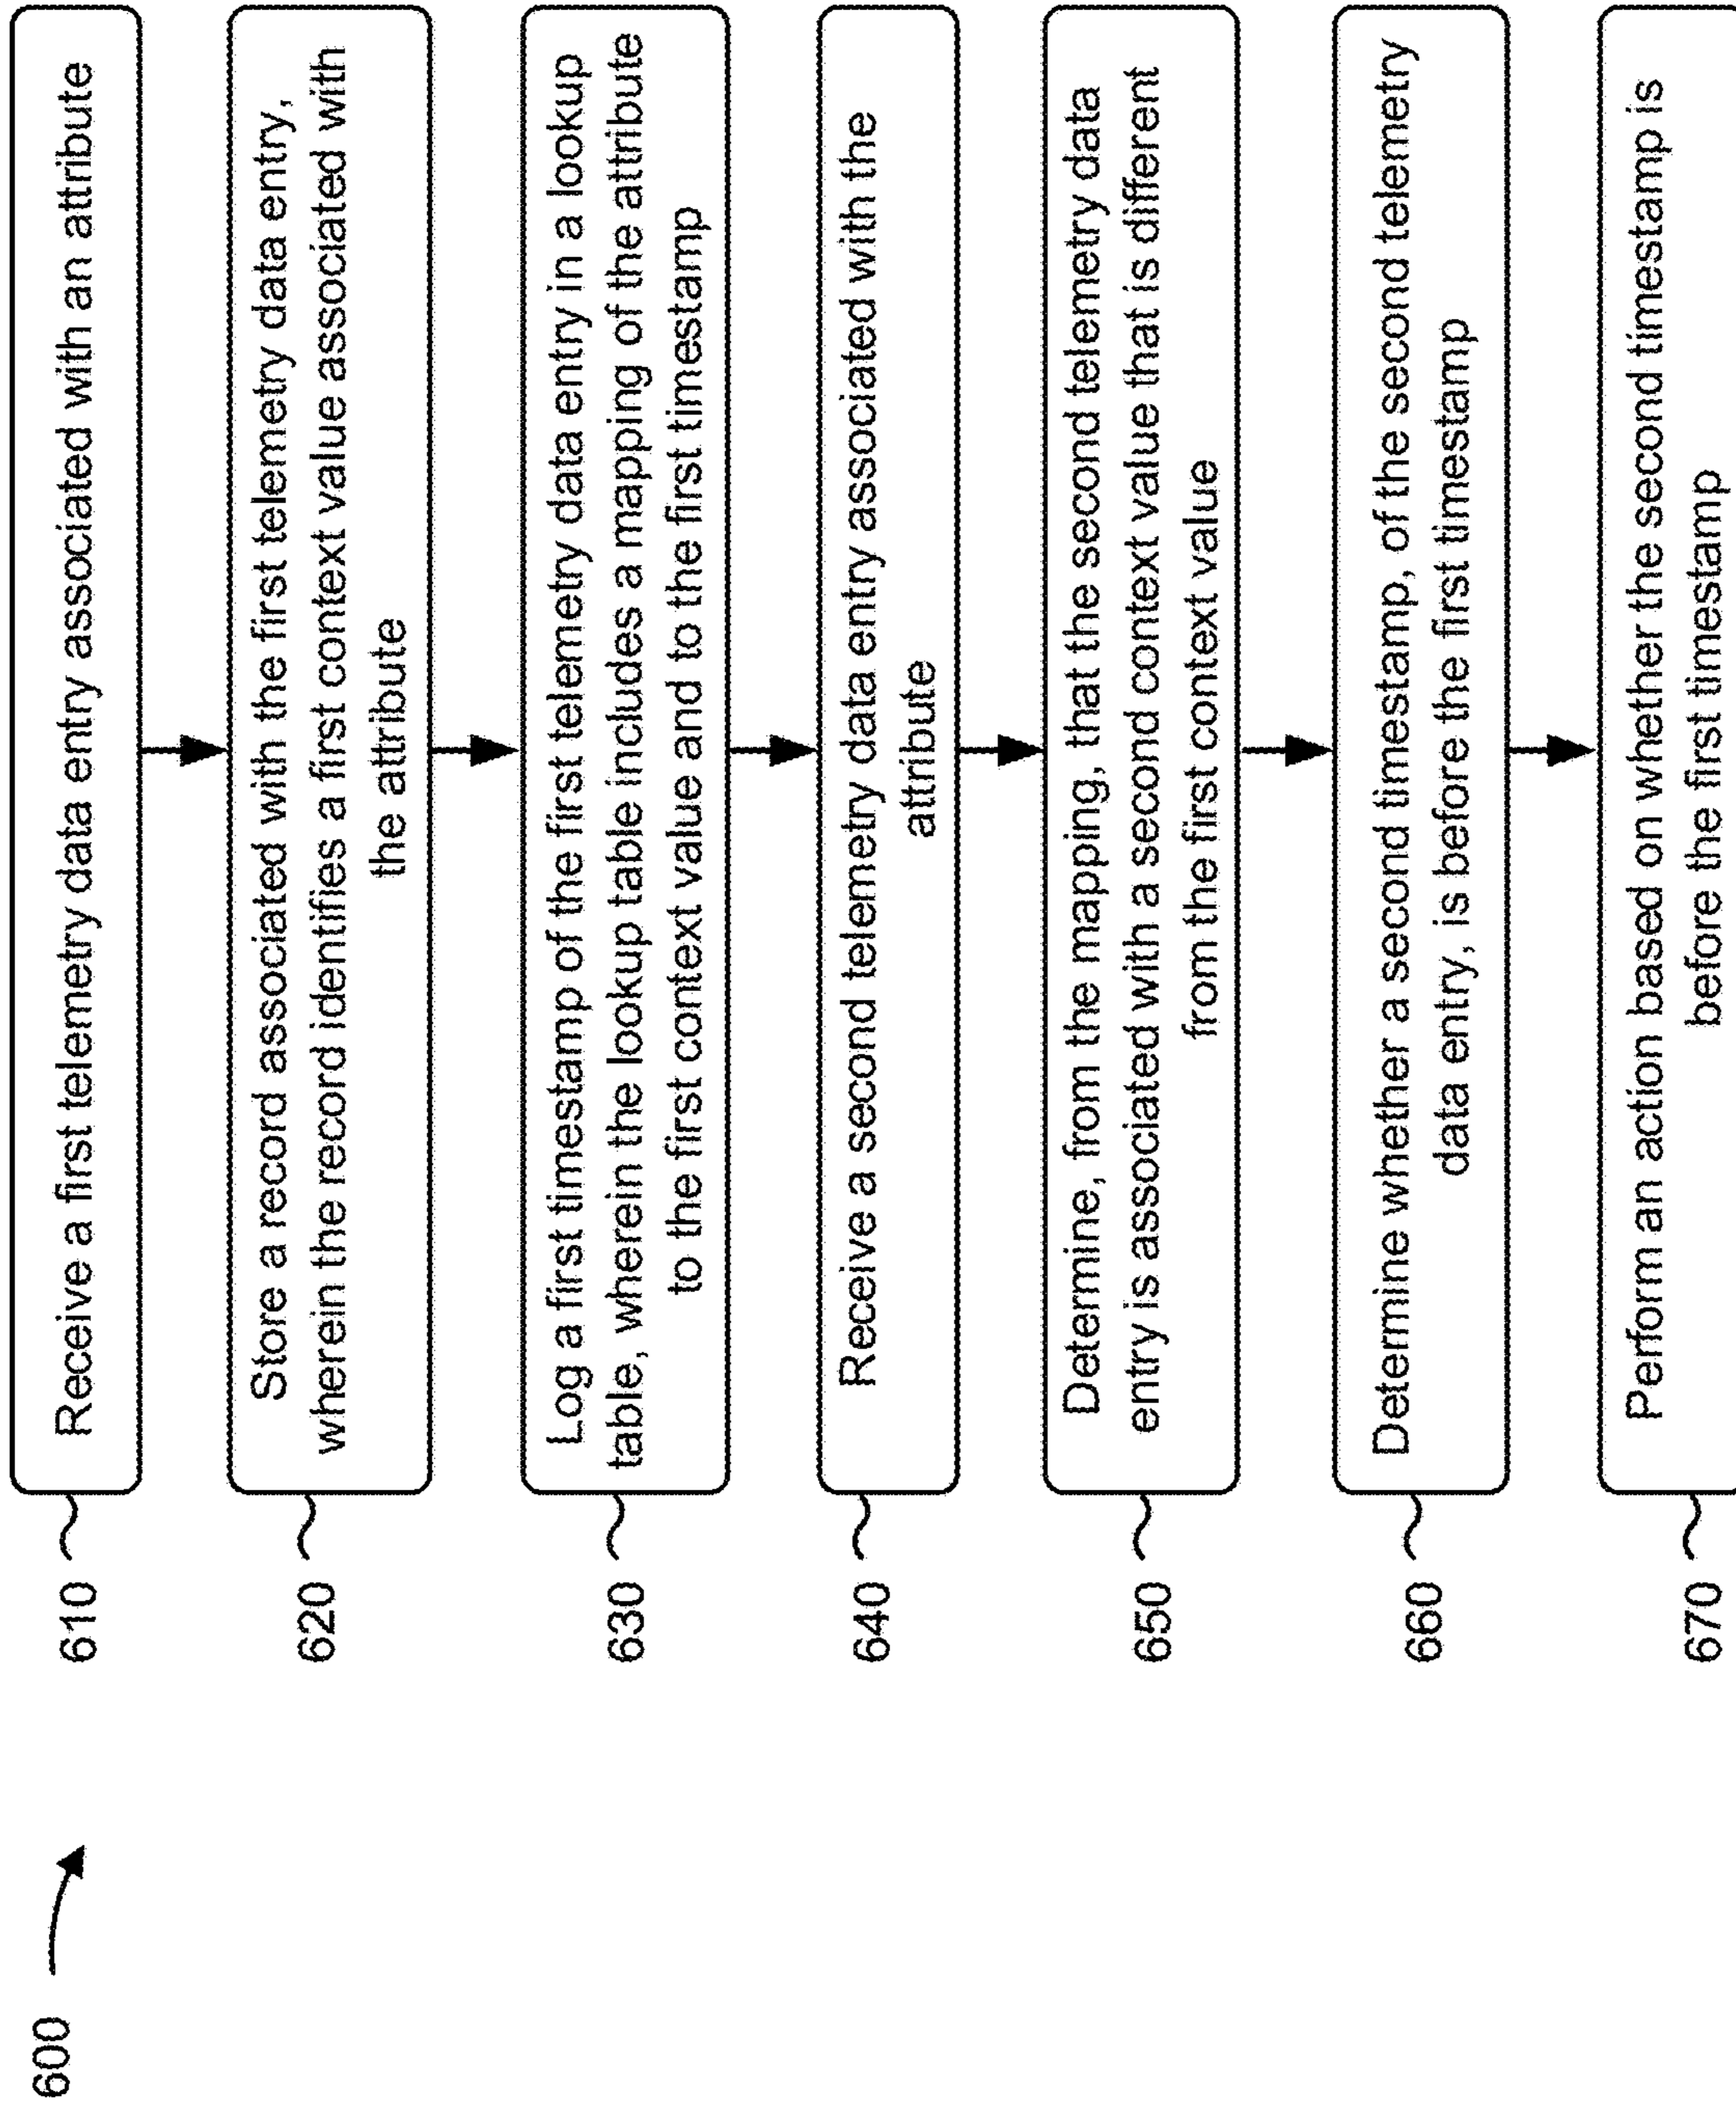 600
610
Receive a first telemetry data entry associated with an attribute
620
Store a record associated with the first telemetry data entry,
wherein the record identifies a first context value associated with
the attribute
630
Log a first timestamp of the first telemetry data entry in a lookup
table, wherein the lookup table includes a mapping of the attribute
to the first context value and to the first timestamp
640
Receive a second telemetry data entry associated with the
attribute
650
Determine, from the mapping, that the second telemetry data
entry is associated with a second context value that is different
from the first context value
660
Determine whether a second timestamp, of the second telemetry
data entry, is before the first timestamp
670
Perform an action based on whether the second timestamp is
before the first timestamp